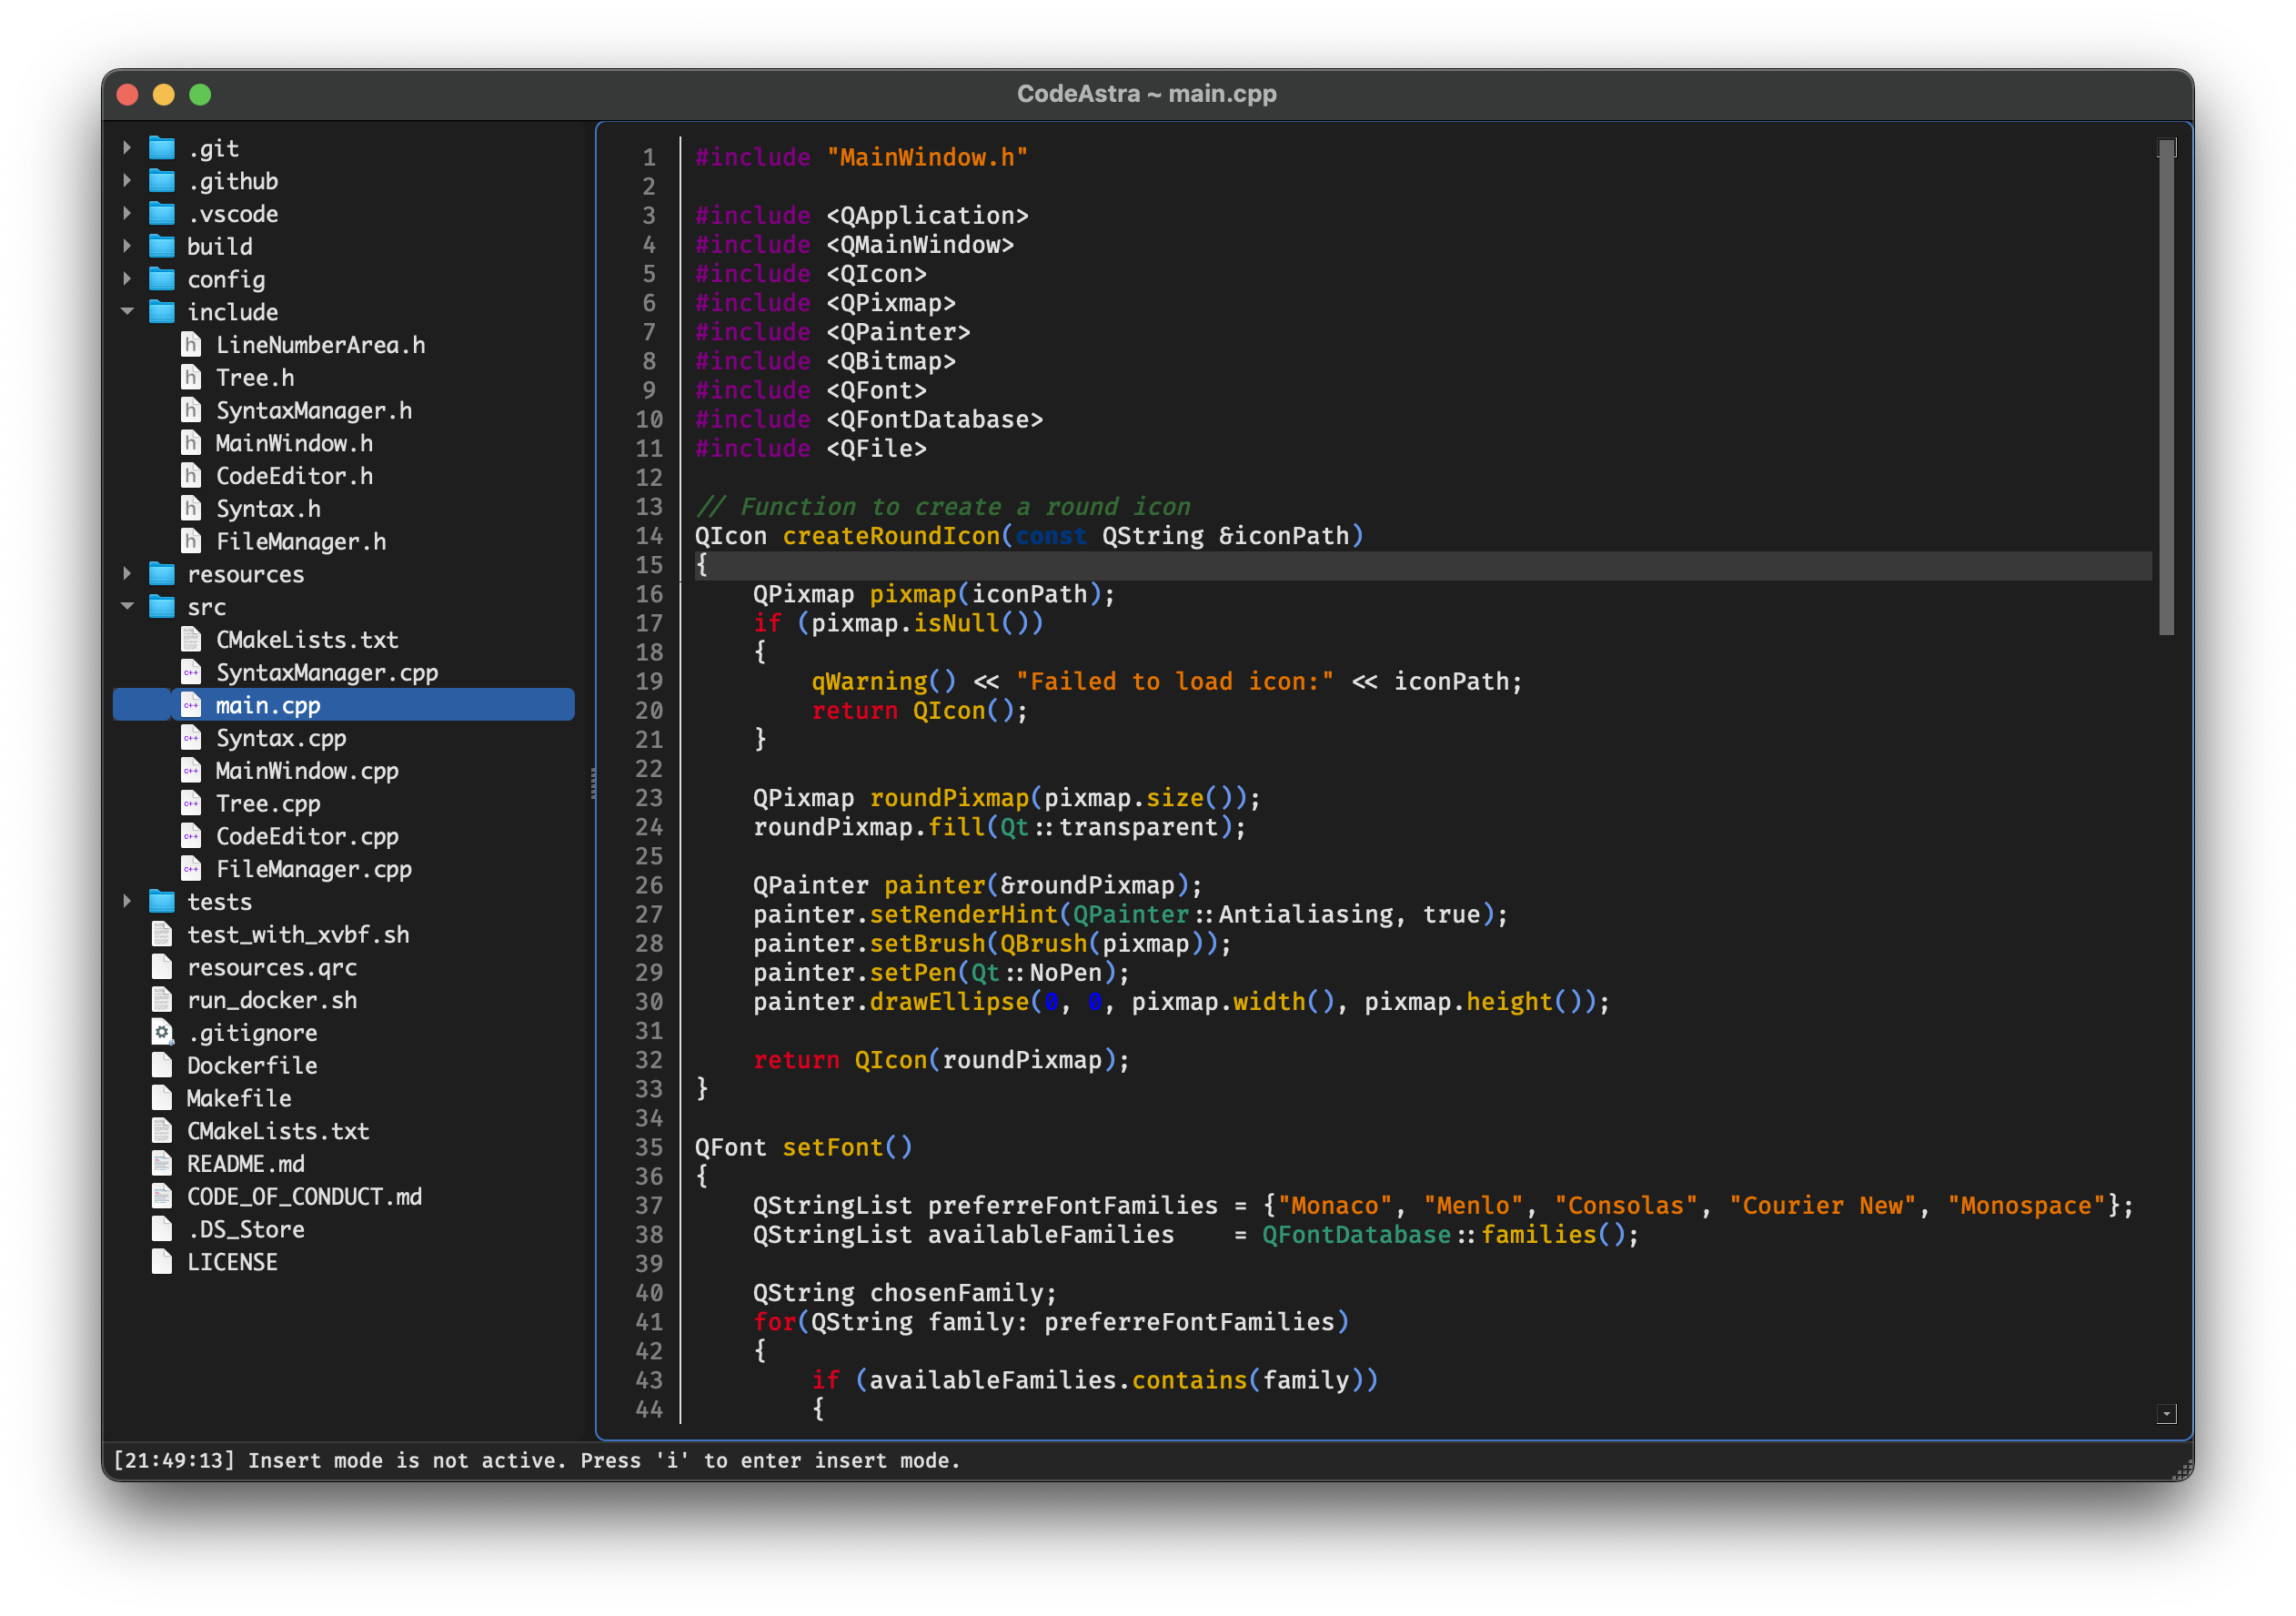 CodeAstra ~ main.cpp
.git
.github
.vscode
build
config
include
LineNumberArea.h
Tree.h
SyntaxManager.h
MainWindow.h
CodeEditor.h
Syntax.h
FileManager.h
resources
src
CMakeLists.txt
SyntaxManager.cpp
main.cpp
Syntax.cpp
MainWindow.cpp
Tree.cpp
CodeEditor.cpp
FileManager.cpp
tests
test_with_xvbf.sh
resources.qrc
run_docker.sh
.gitignore
Dockerfile
Makefile
CMakeLists.txt
README.md
CODE_OF_CONDUCT.md
.DS_Store
LICENSE
1 #include "MainWindow.h"
2
3 #include <QApplication>
4 #include <QMainWindow>
5 #include <QIcon>
6 #include <QPixmap>
7 #include <QPainter>
8 #include <QBitmap>
9 #include <QFont>
10 #include <QFontDatabase>
11 #include <QFile>
12
13 // Function to create a round icon
14 QIcon createRoundIcon(const QString &iconPath)
15 {
16     QPixmap pixmap(iconPath);
17     if (pixmap.isNull())
18     {
19         qWarning() << "Failed to load icon:" << iconPath;
20         return QIcon();
21     }
22
23     QPixmap roundPixmap(pixmap.size());
24     roundPixmap.fill(Qt::transparent);
25
26     QPainter painter(&roundPixmap);
27     painter.setRenderHint(QPainter::Antialiasing, true);
28     painter.setBrush(QBrush(pixmap));
29     painter.setPen(Qt::NoPen);
30     painter.drawEllipse(0, 0, pixmap.width(), pixmap.height());
31
32     return QIcon(roundPixmap);
33 }
34
35 QFont setFont()
36 {
37     QStringList preferreFontFamilies = {"Monaco", "Menlo", "Consolas", "Courier New", "Monospace"};
38     QStringList availableFamilies    = QFontDatabase::families();
39
40     QString chosenFamily;
41     for(QString family: preferreFontFamilies)
42     {
43         if (availableFamilies.contains(family))
44         {
[21:49:13] Insert mode is not active. Press 'i' to enter insert mode.